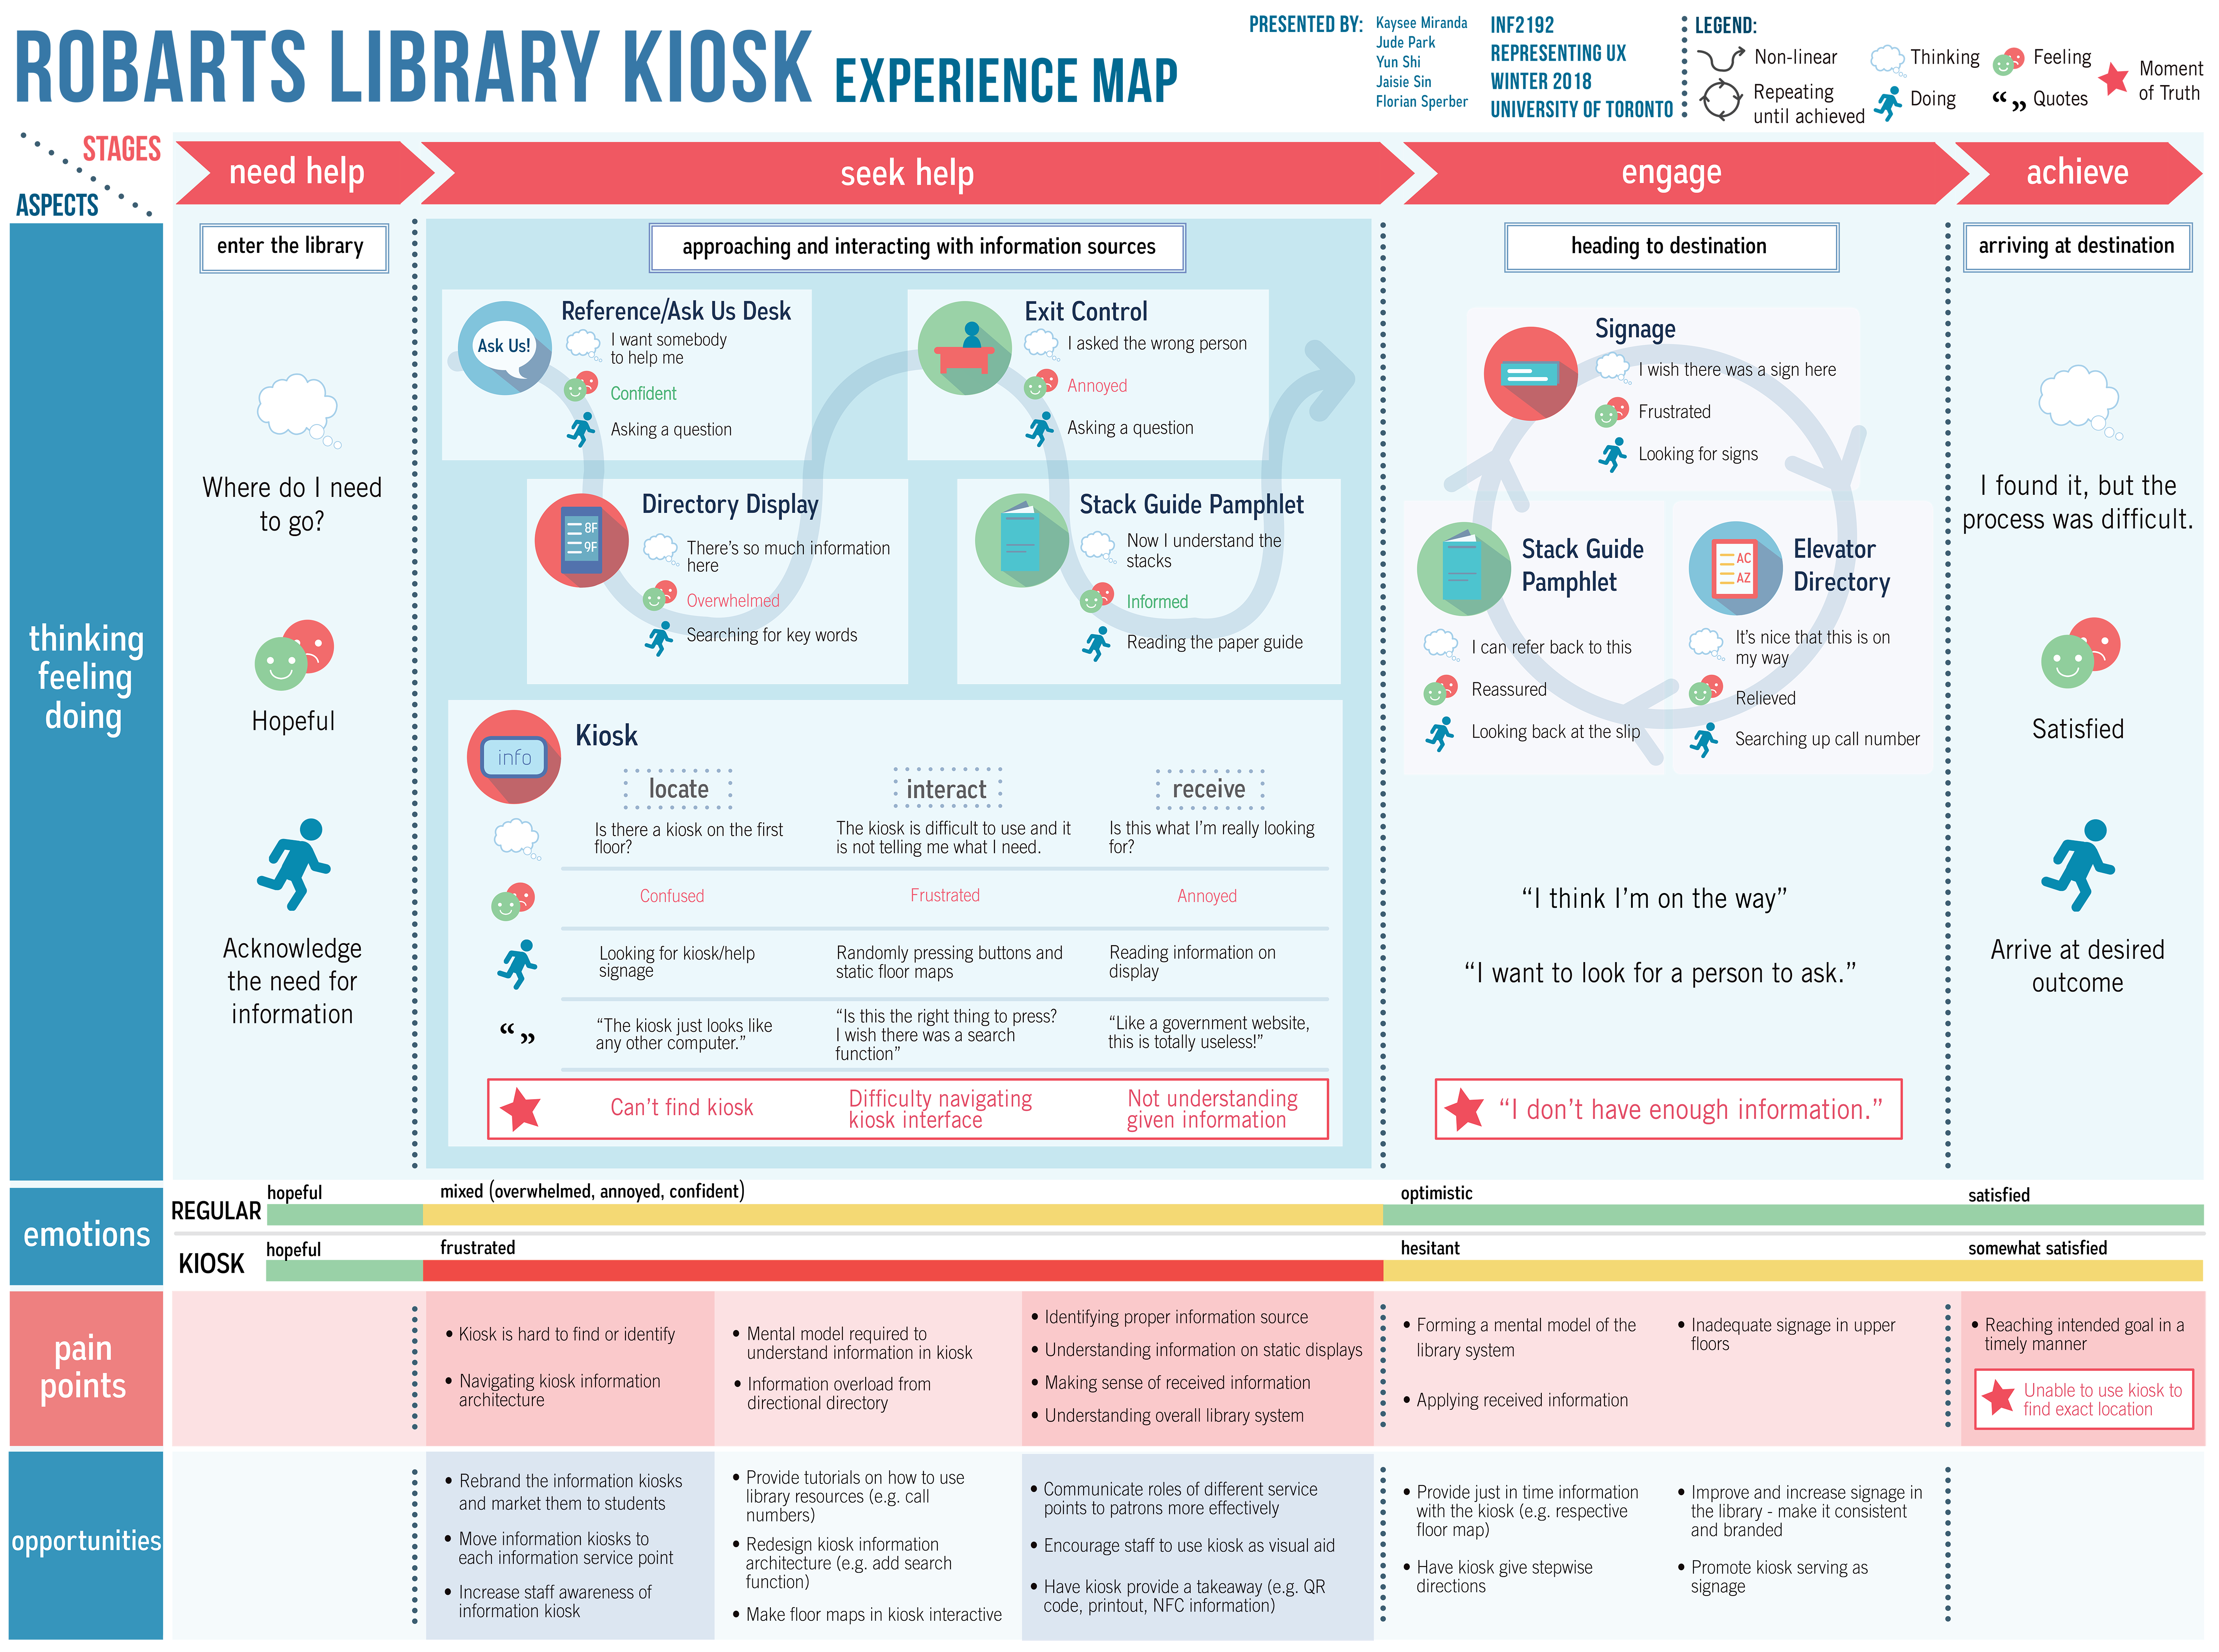 ROBARTS LIBRARY KIOSK EXPERIENCE MAP
PRESENTED BY:
Kaysee Miranda
Jude Park
Yun Shi
Jaisie Sin
Florian Sperber
INF2192
REPRESENTING UX
WINTER 2018
UNIVERSITY OF TORONTO
LEGEND:
Non-linear
Repeating
until achieved
Thinking
Doing
Feeling
“ „ Quotes
Moment
of Truth
STAGES
ASPECTS
need help
seek help
engage
achieve
thinking
feeling
doing
enter the library
Where do I need
to go?
Hopeful
Acknowledge
the need for
information
approaching and interacting with information sources
Ask Us!
Reference/Ask Us Desk
I want somebody
to help me
Confident
Asking a question
Exit Control
I asked the wrong person
Annoyed
Asking a question
8F
9F
Directory Display
There's so much information
here
Overwhelmed
Searching for key words
Stack Guide Pamphlet
Now I understand the
stacks
Informed
Reading the paper guide
info
Kiosk
locate
interact
receive
Is there a kiosk on the first
floor?
The kiosk is difficult to use and it
is not telling me what I need.
Is this what I'm really looking
for?
Confused
Frustrated
Annoyed
Looking for kiosk/help
signage
Randomly pressing buttons and
static floor maps
Reading information on
display
“ „
“The kiosk just looks like
any other computer.”
“Is this the right thing to press?
I wish there was a search
function”
“Like a government website,
this is totally useless!”
Can't find kiosk
Difficulty navigating
kiosk interface
Not understanding
given information
heading to destination
Signage
I wish there was a sign here
Frustrated
Looking for signs
Stack Guide
Pamphlet
I can refer back to this
Reassured
Looking back at the slip
AC
AZ
Elevator
Directory
It's nice that this is on
my way
Relieved
Searching up call number
“I think I'm on the way”
“I want to look for a person to ask.”
“I don't have enough information.”
arriving at destination
I found it, but the
process was difficult.
Satisfied
Arrive at desired
outcome
emotions
REGULAR
hopeful
mixed (overwhelmed, annoyed, confident)
optimistic
satisfied
KIOSK
hopeful
frustrated
hesitant
somewhat satisfied
pain
points
• Kiosk is hard to find or identify
• Navigating kiosk information
architecture
• Mental model required to
understand information in kiosk
• Information overload from
directional directory
• Identifying proper information source
• Understanding information on static displays
• Making sense of received information
• Understanding overall library system
• Forming a mental model of the
library system
• Applying received information
• Inadequate signage in upper
floors
• Reaching intended goal in a
timely manner
Unable to use kiosk to
find exact location
opportunities
• Rebrand the information kiosks
and market them to students
• Move information kiosks to
each information service point
• Increase staff awareness of
information kiosk
• Provide tutorials on how to use
library resources (e.g. call
numbers)
• Redesign kiosk information
architecture (e.g. add search
function)
• Make floor maps in kiosk interactive
• Communicate roles of different service
points to patrons more effectively
• Encourage staff to use kiosk as visual aid
• Have kiosk provide a takeaway (e.g. QR
code, printout, NFC information)
• Provide just in time information
with the kiosk (e.g. respective
floor map)
• Have kiosk give stepwise
directions
• Improve and increase signage in
the library - make it consistent
and branded
• Promote kiosk serving as
signage